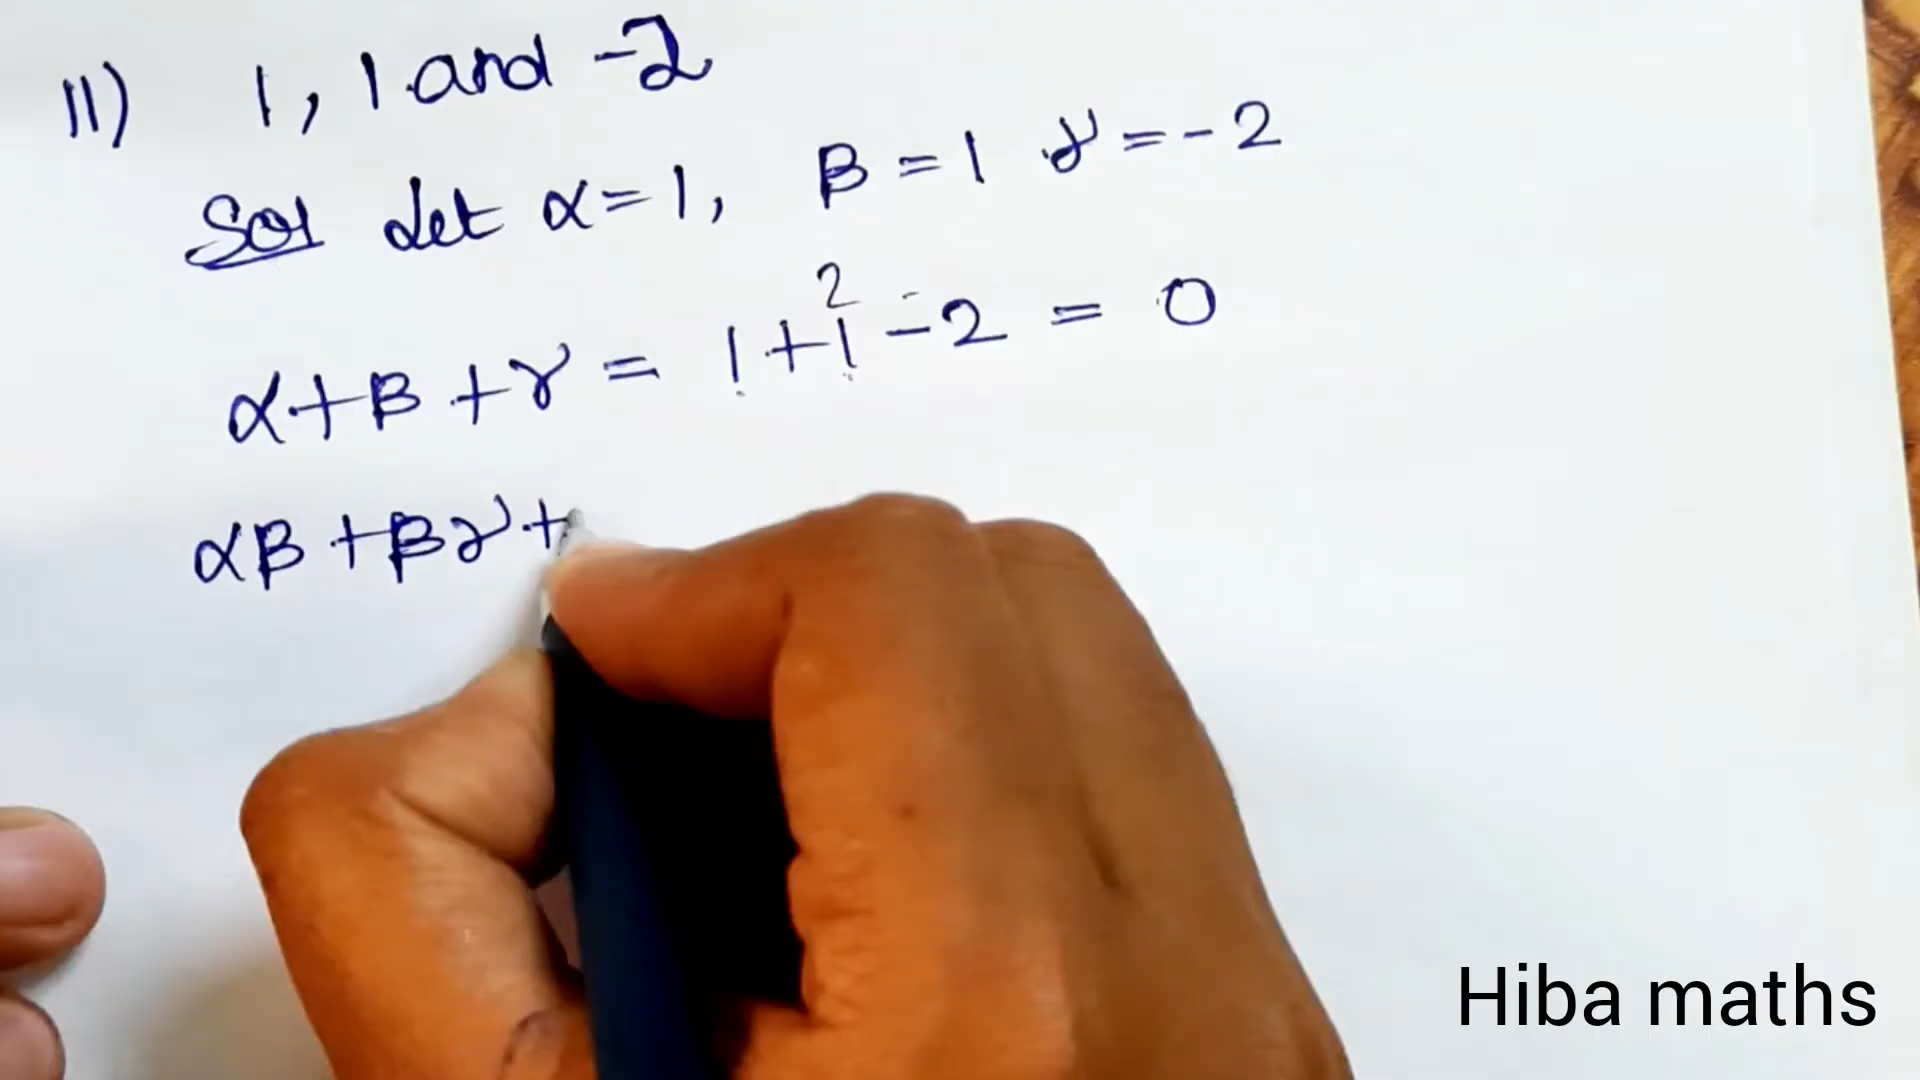 II) 1, 1 and -2
Sol Let α = 1, β = 1 γ = -2
2
α + β + γ = 1 + 1 - 2 = 0
αβ + βγ +
Hiba maths